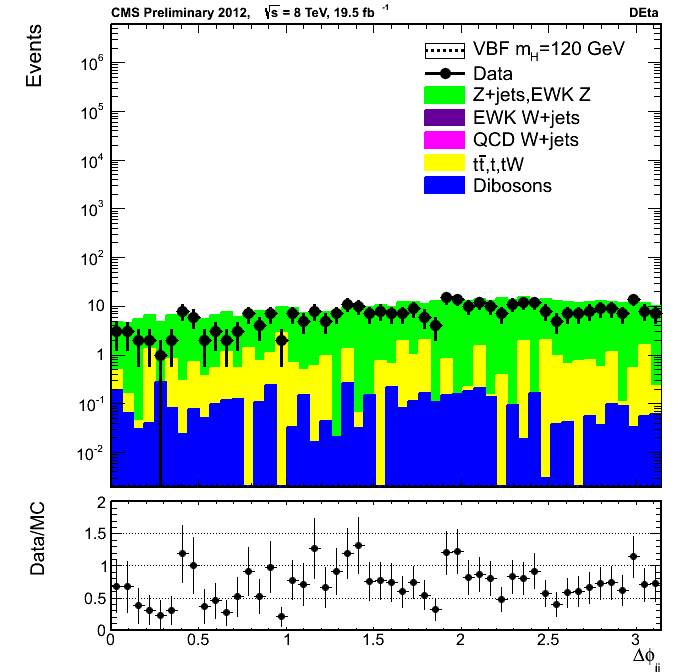 CMS Preliminary 2012, √s = 8 TeV, 19.5 fb⁻¹ DEta
Events
VBF m_H=120 GeV
Data
Z+jets,EWK Z
EWK W+jets
QCD W+jets
tt̄,t,tW
Dibosons
10⁶
10⁵
10⁴
10³
10²
10
1
10⁻¹
10⁻²
Data/MC
2
1.5
1
0.5
0
0 0.5 1 1.5 2 2.5 3
Δϕ_jj